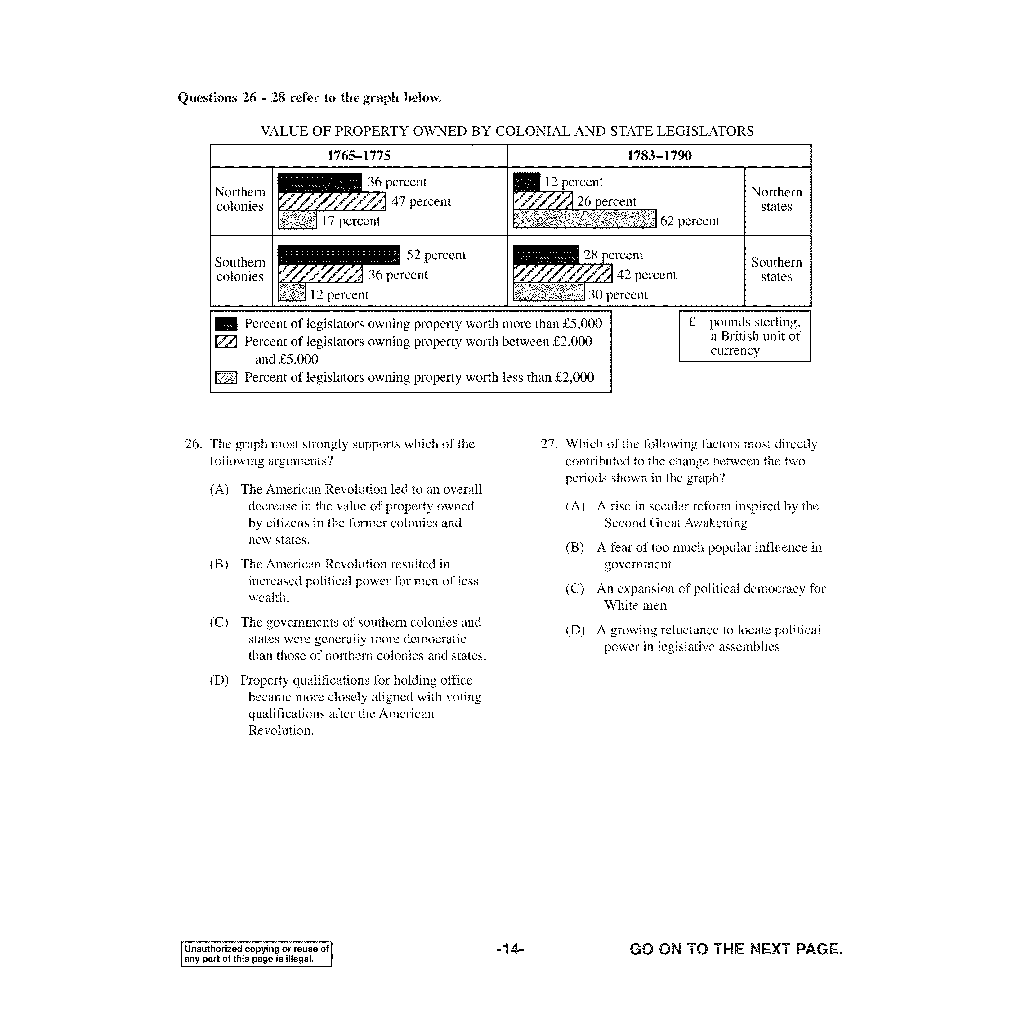 Questions 26 - 28 refer to the graph below.
VALUE OF PROPERTY OWNED BY COLONIAL AND STATE LEGISLATORS
1765–1775
1783–1790
Northern
colonies
36 percent
47 percent
17 percent
12 percent
26 percent
62 percent
Northern
states
Southern
colonies
52 percent
36 percent
12 percent
28 percent
42 percent
30 percent
Southern
states
Percent of legislators owning property worth more than £5,000
Percent of legislators owning property worth between £2,000
and £5,000
Percent of legislators owning property worth less than £2,000
£ pounds sterling,
a British unit of
currency
26. The graph most strongly supports which of the
following arguments?
(A) The American Revolution led to an overall
decrease in the value of property owned
by citizens in the former colonies and
new states.
(B) The American Revolution resulted in
increased political power for men of less
wealth.
(C) The governments of southern colonies and
states were generally more democratic
than those of northern colonies and states.
(D) Property qualifications for holding office
became more closely aligned with voting
qualifications after the American
Revolution.
27. Which of the following factors most directly
contributed to the change between the two
periods shown in the graph?
(A) A rise in secular reform inspired by the
Second Great Awakening
(B) A fear of too much popular influence in
government
(C) An expansion of political democracy for
White men
(D) A growing reluctance to locate political
power in legislative assemblies
Unauthorized copying or reuse of
any part of this page is illegal.
-14-
GO ON TO THE NEXT PAGE.